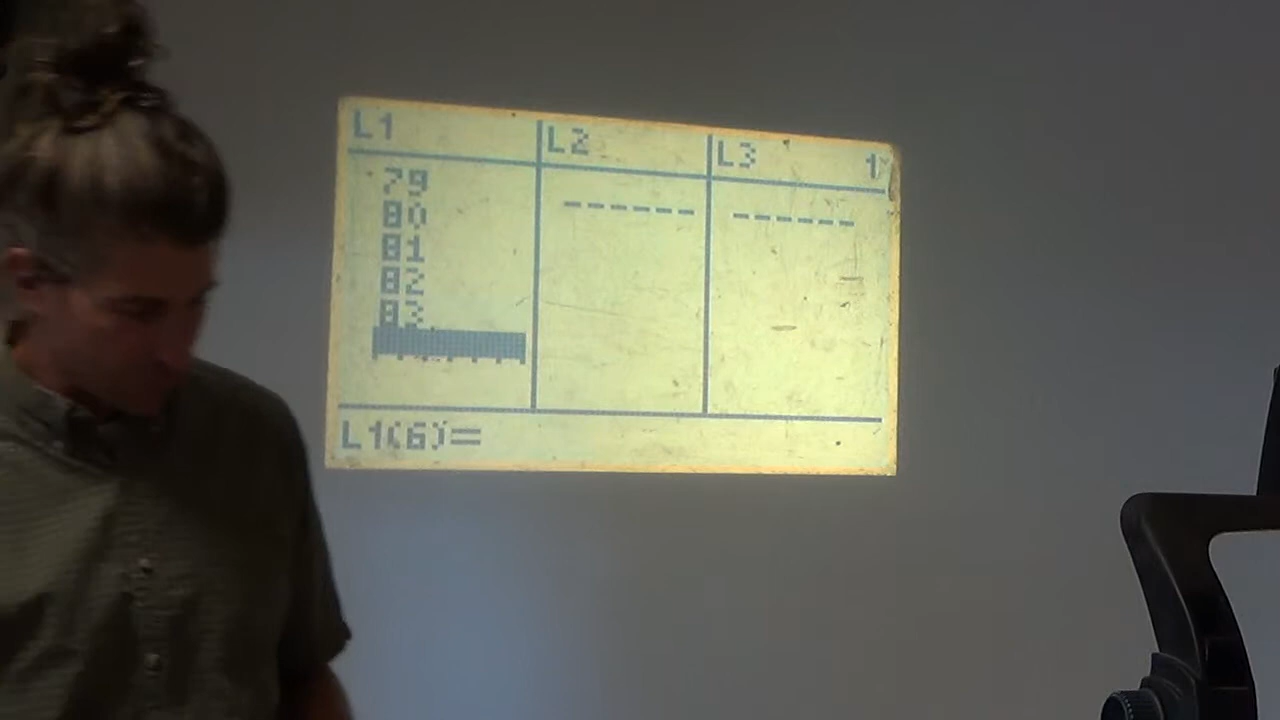 L1 L2 L3 1
79 ------ ------
80
81
82
83
L1(6)=